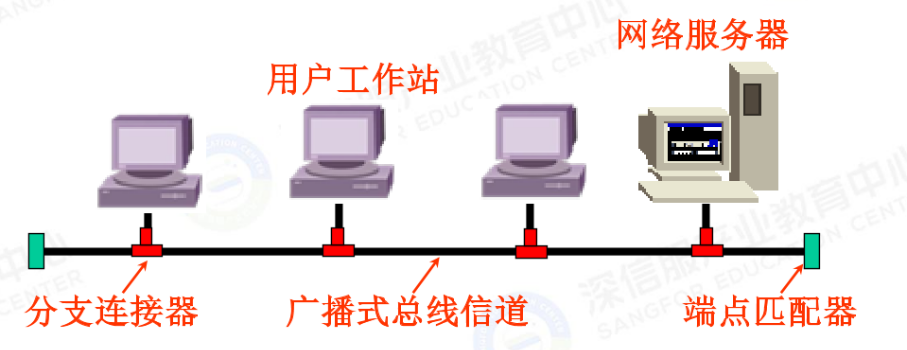 网络服务器
用户工作站
分支连接器
广播式总线信道
端点匹配器
深信服产业教育中心
SANGFOR EDUCATION CENTER